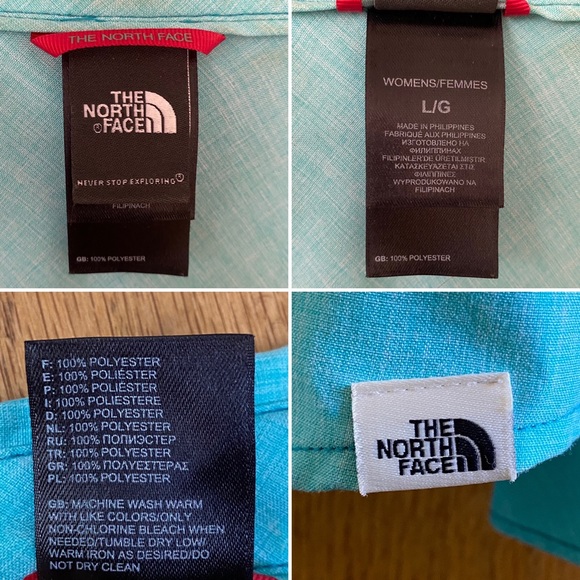 THE NORTH FACE
THE
NORTH
FACE
NEVER STOP EXPLORING
FILIPINACH
GB: 100% POLYESTER
WOMENS/FEMMES
L/G
MADE IN PHILIPPINES
FABRIQUÉ AUX PHILIPPINES
ИЗГОТОВЛЕНО НА
ФИЛИППИНАХ
FILIPINLER'DE ÜRETILMISTIR
ΚΑΤΑΣΚΕΥΑΖΕΤΑΙ ΣΤΙΣ
ΦΙΛΙΠΠΙΝΕΣ
WYPRODUKOWANO NA
FILIPINACH
GB: 100% POLYESTER
F: 100% POLYESTER
E: 100% POLIÉSTER
P: 100% POLIÉSTER
I: 100% POLIESTERE
D: 100% POLYESTER
NL: 100% POLYESTER
RU: 100% ПОЛИЭСТЕР
TR: 100% POLYESTER
GR: 100% ΠΟΛΥΕΣΤΕΡΑΣ
PL: 100% POLYESTER
GB: MACHINE WASH WARM
WITH LIKE COLORS/ONLY
NON-CHLORINE BLEACH WHEN
NEEDED/TUMBLE DRY LOW/
WARM IRON AS DESIRED/DO
NOT DRY CLEAN
THE
NORTH
FACE